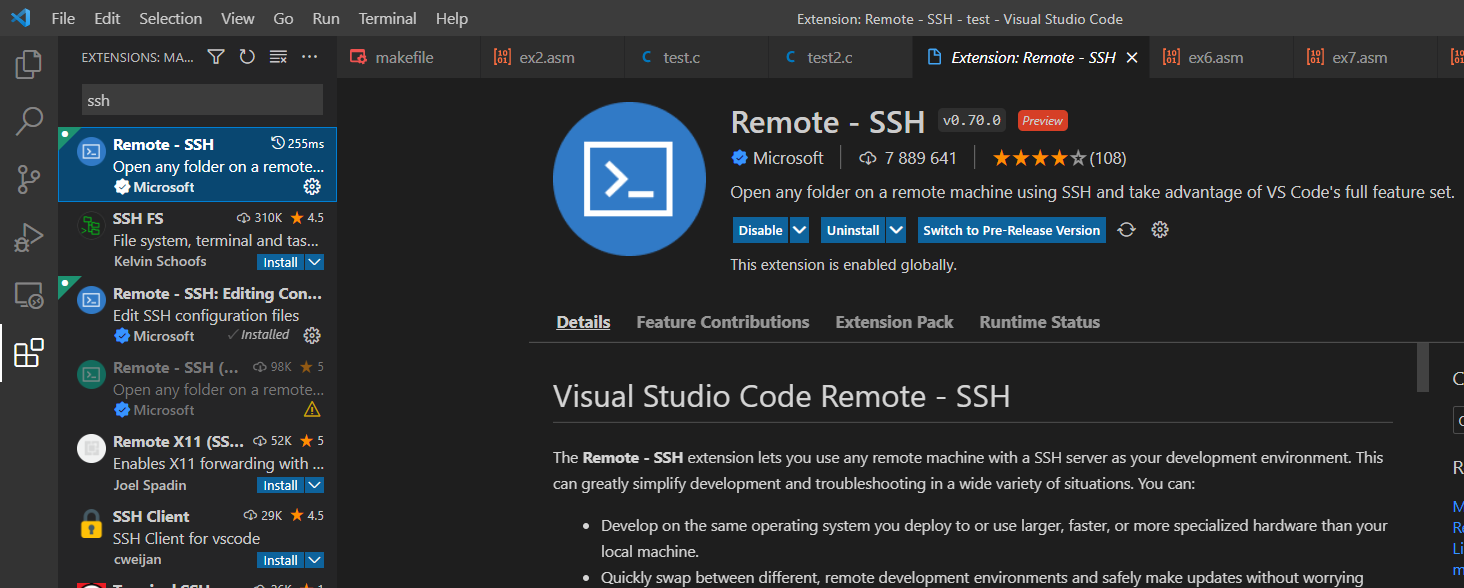 File Edit Selection View Go Run Terminal Help
Extension: Remote - SSH - test - Visual Studio Code
EXTENSIONS: MA...
makefile
ex2.asm
test.c
test2.c
Extension: Remote - SSH
ex6.asm
ex7.asm
ssh
Remote - SSH 255ms
Open any folder on a remote...
Microsoft
SSH FS 310K 4.5
File system, terminal and tas...
Kelvin Schoofs Install
Remote - SSH: Editing Con...
Edit SSH configuration files
Microsoft Installed
Remote - SSH (... 98K 5
Open any folder on a remote...
Microsoft
Remote X11 (SS... 52K 5
Enables X11 forwarding with ...
Joel Spadin Install
SSH Client 29K 4.5
SSH Client for vscode
cweijan Install
Remote - SSH v0.70.0 Preview
Microsoft 7 889 641 (108)
Open any folder on a remote machine using SSH and take advantage of VS Code's full feature set.
Disable Uninstall Switch to Pre-Release Version
This extension is enabled globally.
Details Feature Contributions Extension Pack Runtime Status
Visual Studio Code Remote - SSH
The Remote - SSH extension lets you use any remote machine with a SSH server as your development environment. This
can greatly simplify development and troubleshooting in a wide variety of situations. You can:
• Develop on the same operating system you deploy to or use larger, faster, or more specialized hardware than your
local machine.
• Quickly swap between different, remote development environments and safely make updates without worrying